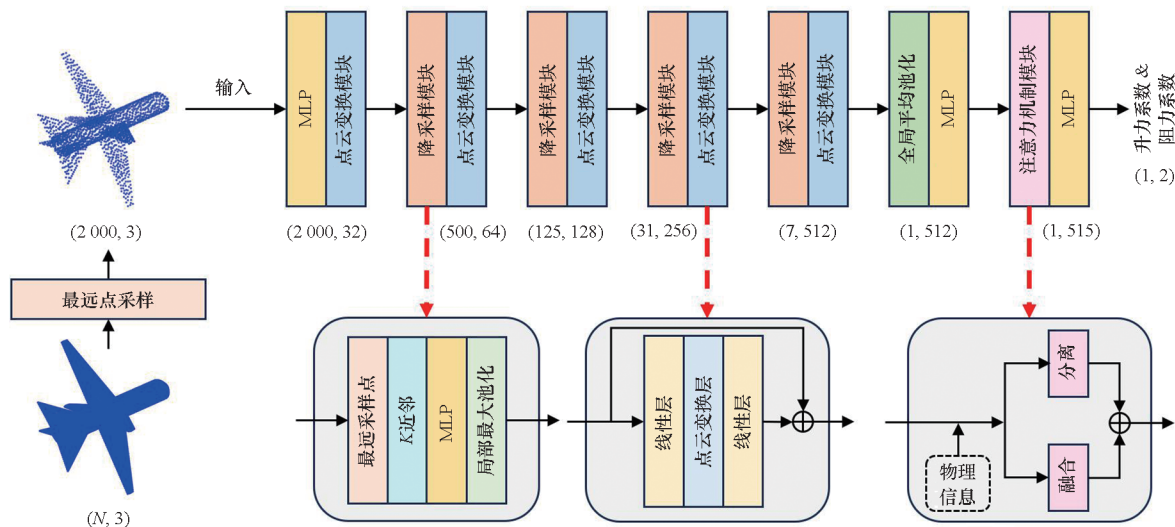 输入
MLP
点云变换模块
降采样模块
点云变换模块
降采样模块
点云变换模块
降采样模块
点云变换模块
降采样模块
点云变换模块
全局平均池化
MLP
注意力机制模块
MLP
升力系数 &
阻力系数
(1, 2)
(2 000, 3)
(2 000, 32)
(500, 64)
(125, 128)
(31, 256)
(7, 512)
(1, 512)
(1, 515)
最远点采样
(N, 3)
最远采样点
K近邻
MLP
局部最大池化
线性层
点云变换层
线性层
物理
信息
分离
融合